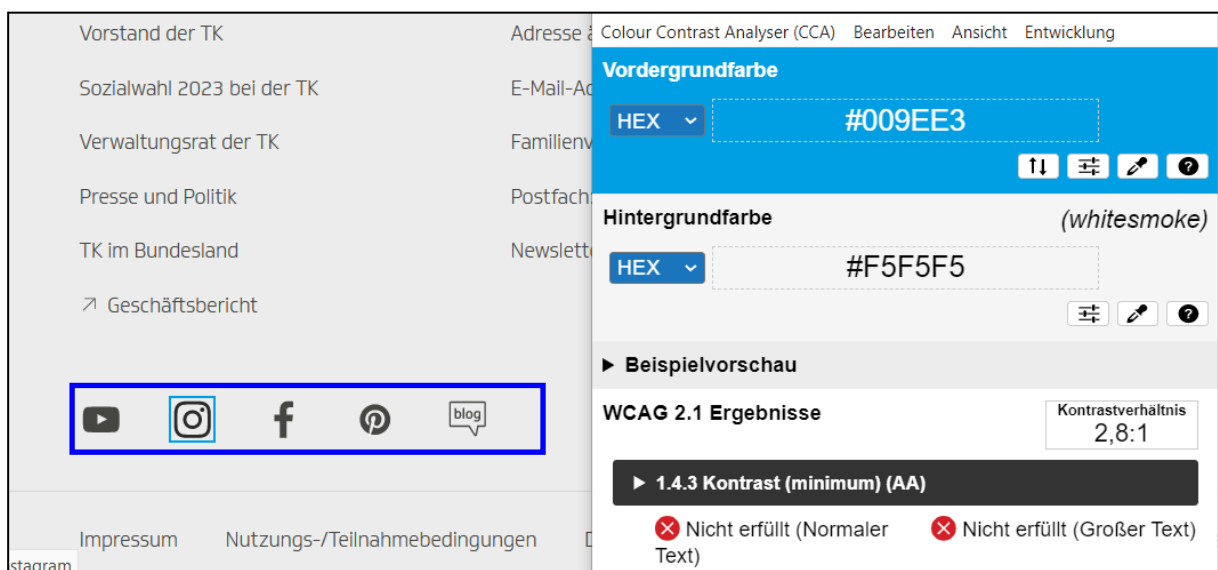 Vorstand der TK
Sozialwahl 2023 bei der TK
Verwaltungsrat der TK
Presse und Politik
TK im Bundesland
Geschäftsbericht
Adresse
E-Mail-Ad
Familienv
Postfach
Newslette
blog
Impressum Nutzungs-/Teilnahmebedingungen D
stagram
Colour Contrast Analyser (CCA) Bearbeiten Ansicht Entwicklung
Vordergrundfarbe
HEX #009EE3
Hintergrundfarbe (whitesmoke)
HEX #F5F5F5
Beispielvorschau
WCAG 2.1 Ergebnisse
Kontrastverhältnis
2,8:1
1.4.3 Kontrast (minimum) (AA)
Nicht erfüllt (Normaler Text)
Nicht erfüllt (Großer Text)